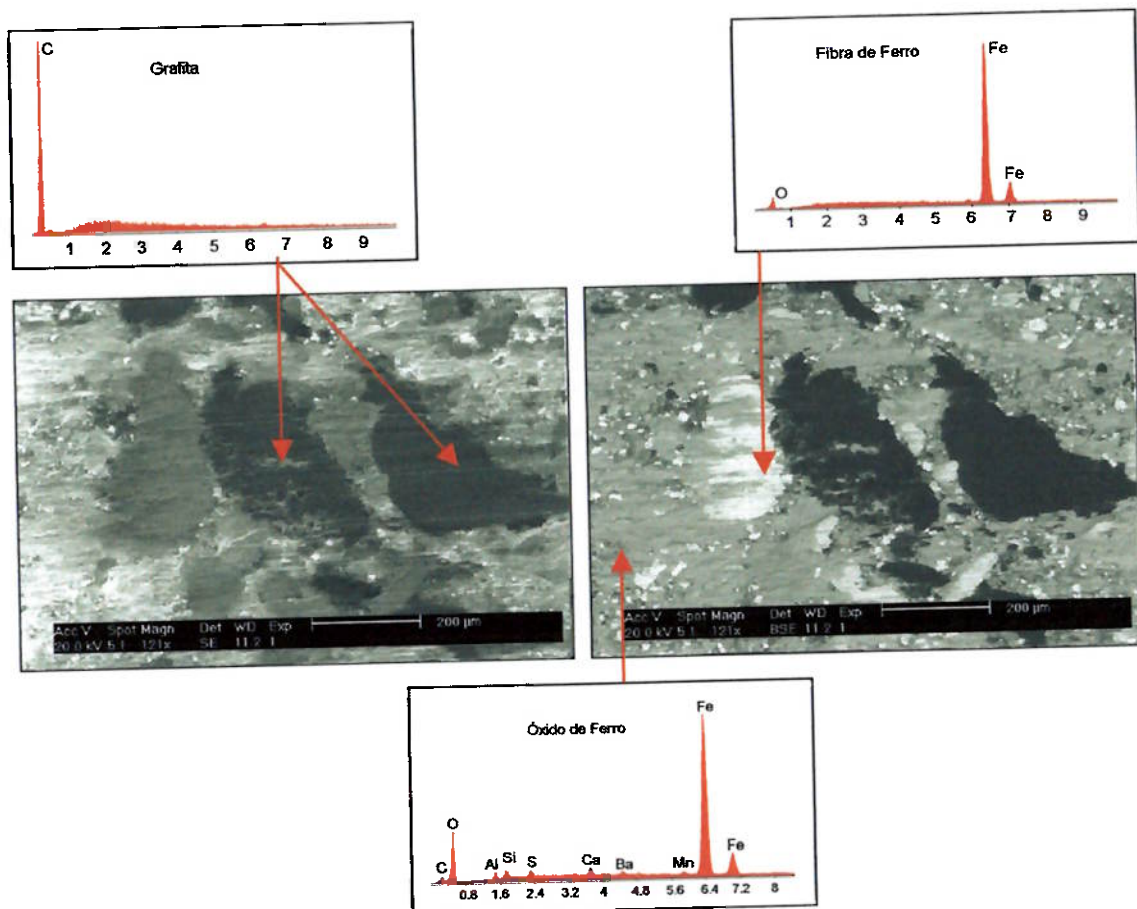 C
Grafita
1 2 3 4 5 6 7 8 9
Fibra de Ferro
Fe
Fe
O
1 2 3 4 5 6 7 8 9
Acc.V Spot Magn Det WD Exp 200 µm
20.0 kV 5.1 121x SE 11.2 1
Acc.V Spot Magn Det WD Exp 200 µm
20.0 kV 5.1 121x BSE 11.2 1
Óxido de Ferro
Fe
O
C Al Si S Ca Ba Mn Fe
0.8 1.6 2.4 3.2 4 4.8 5.6 6.4 7.2 8